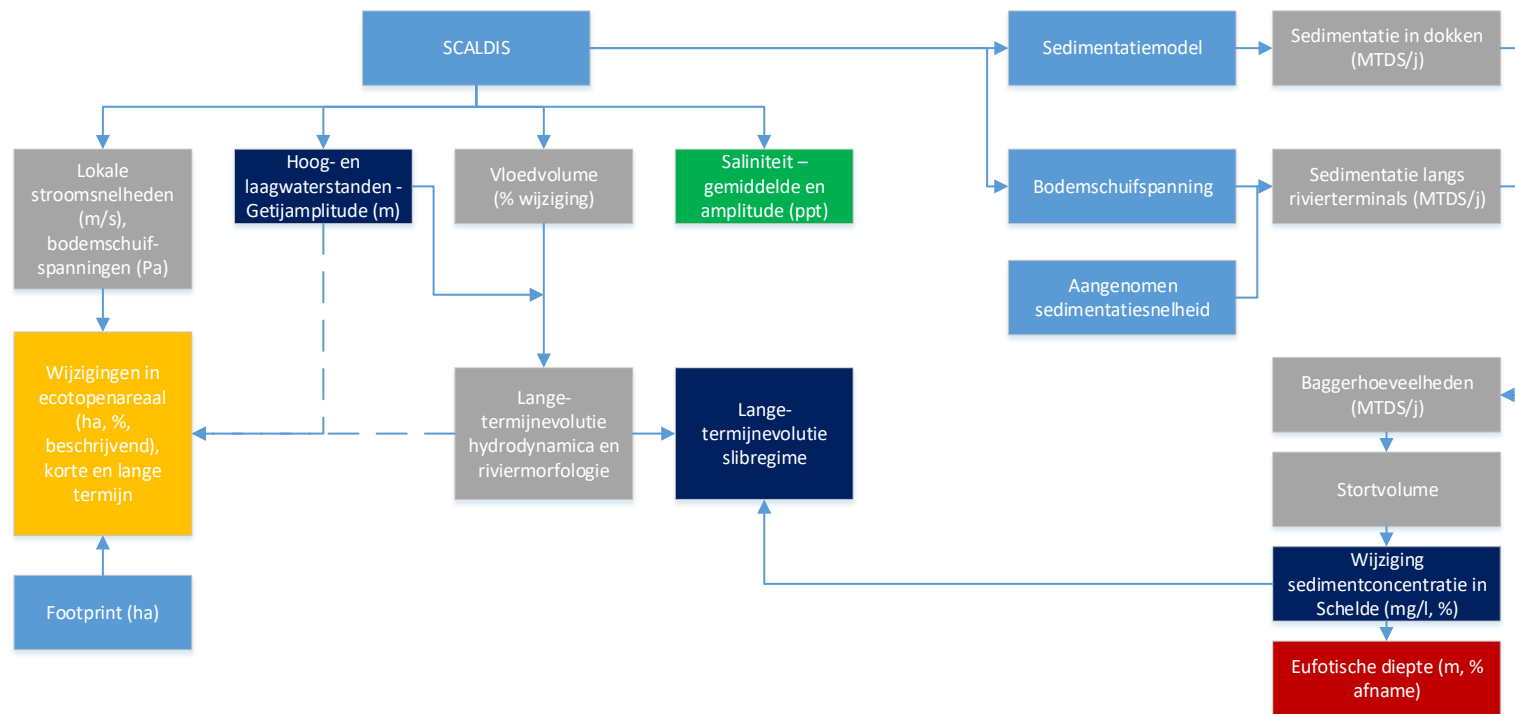 SCALDIS
Sedimentatiemodel
Sedimentatie in dokken
(MTDS/j)
Lokale
stroomsnelheden
(m/s),
bodemschuif-
spanningen (Pa)
Hoog- en
laagwaterstanden -
Getijamplitude (m)
Vloedvolume
(% wijziging)
Saliniteit –
gemiddelde en
amplitude (ppt)
Bodemschuifspanning
Sedimentatie langs
rivierterminals (MTDS/j)
Aangenomen
sedimentatiesnelheid
Wijzigingen in
ecotopenareaal
(ha, %,
beschrijvend),
korte en lange
termijn
Lange-
termijnevolutie
hydrodynamica en
riviermorfologie
Lange-
termijnevolutie
slibregime
Baggerhoeveelheden
(MTDS/j)
Stortvolume
Footprint (ha)
Wijziging
sedimentconcentratie in
Schelde (mg/l, %)
Eufotische diepte (m, %
afname)